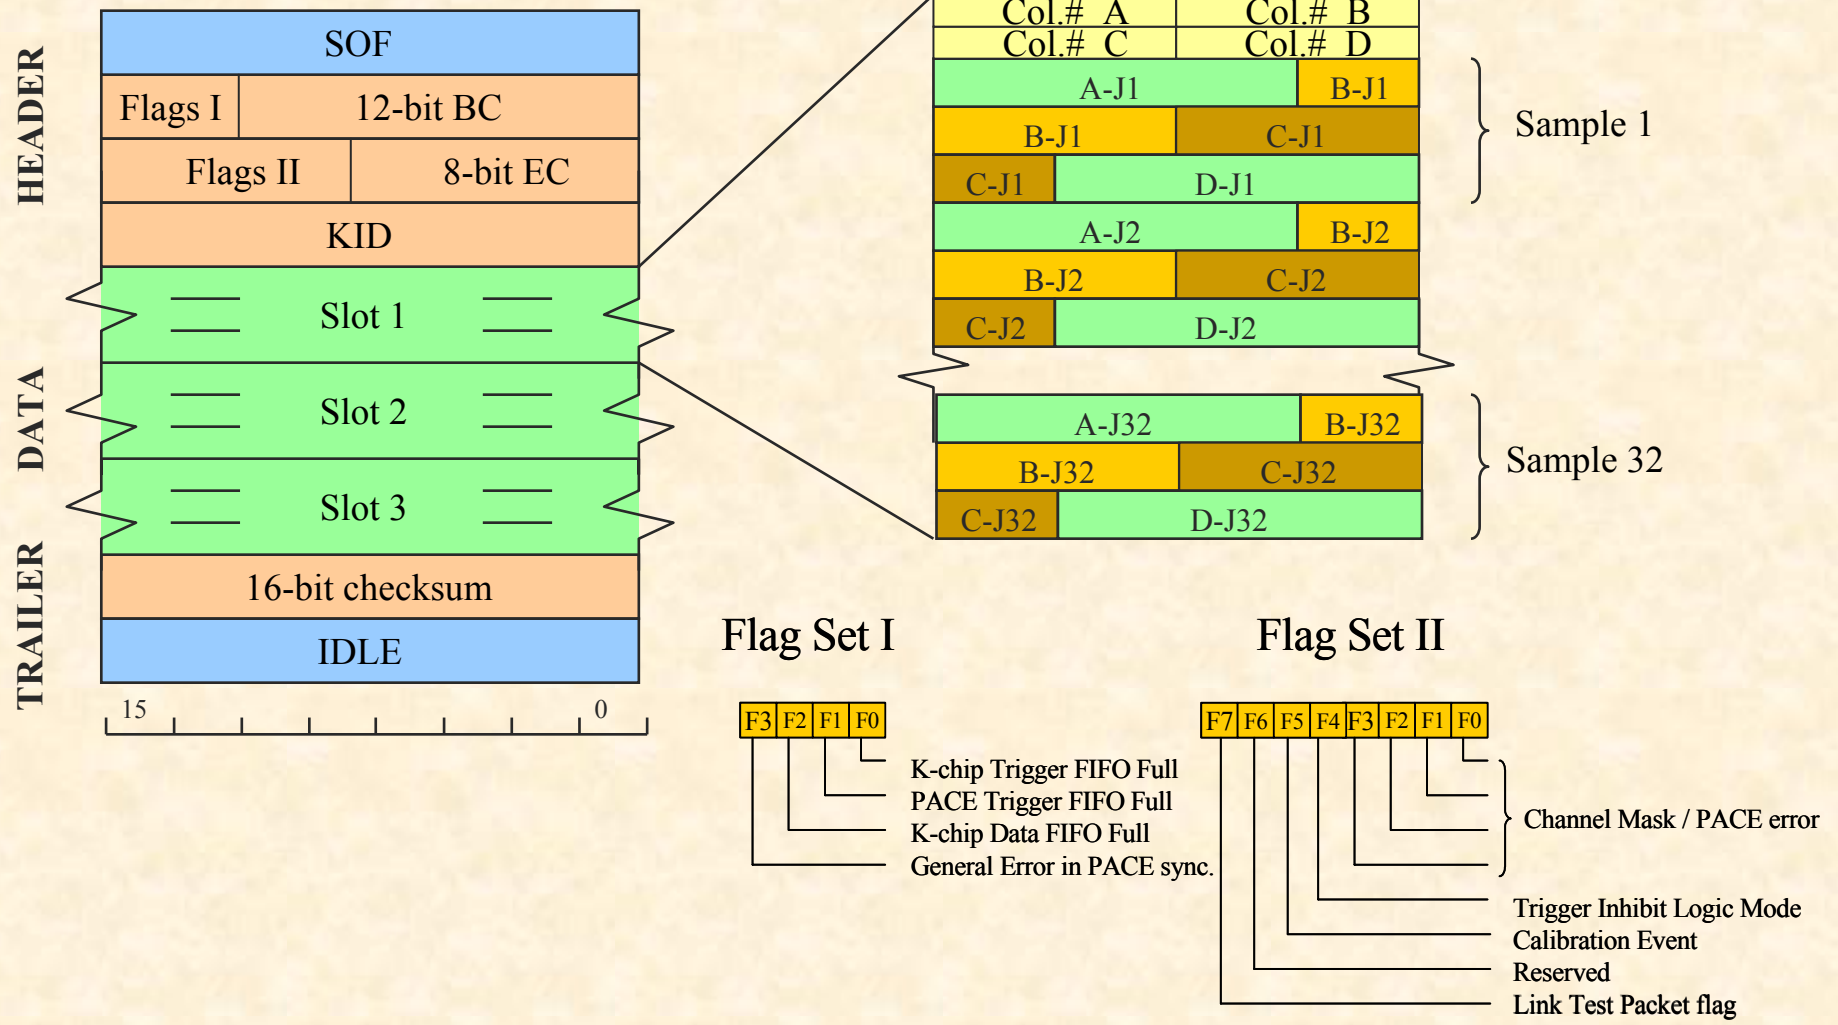 HEADER
SOF
Flags I
12-bit BC
Flags II
8-bit EC
KID
DATA
Slot 1
Slot 2
Slot 3
TRAILER
16-bit checksum
IDLE
15
0
Col.# A
Col.# B
Col.# C
Col.# D
A-J1
B-J1
B-J1
C-J1
C-J1
D-J1
Sample 1
A-J2
B-J2
B-J2
C-J2
C-J2
D-J2
A-J32
B-J32
B-J32
C-J32
C-J32
D-J32
Sample 32
Flag Set I
F3 F2 F1 F0
K-chip Trigger FIFO Full
PACE Trigger FIFO Full
K-chip Data FIFO Full
General Error in PACE sync.
Flag Set II
F7 F6 F5 F4 F3 F2 F1 F0
Channel Mask / PACE error
Trigger Inhibit Logic Mode
Calibration Event
Reserved
Link Test Packet flag